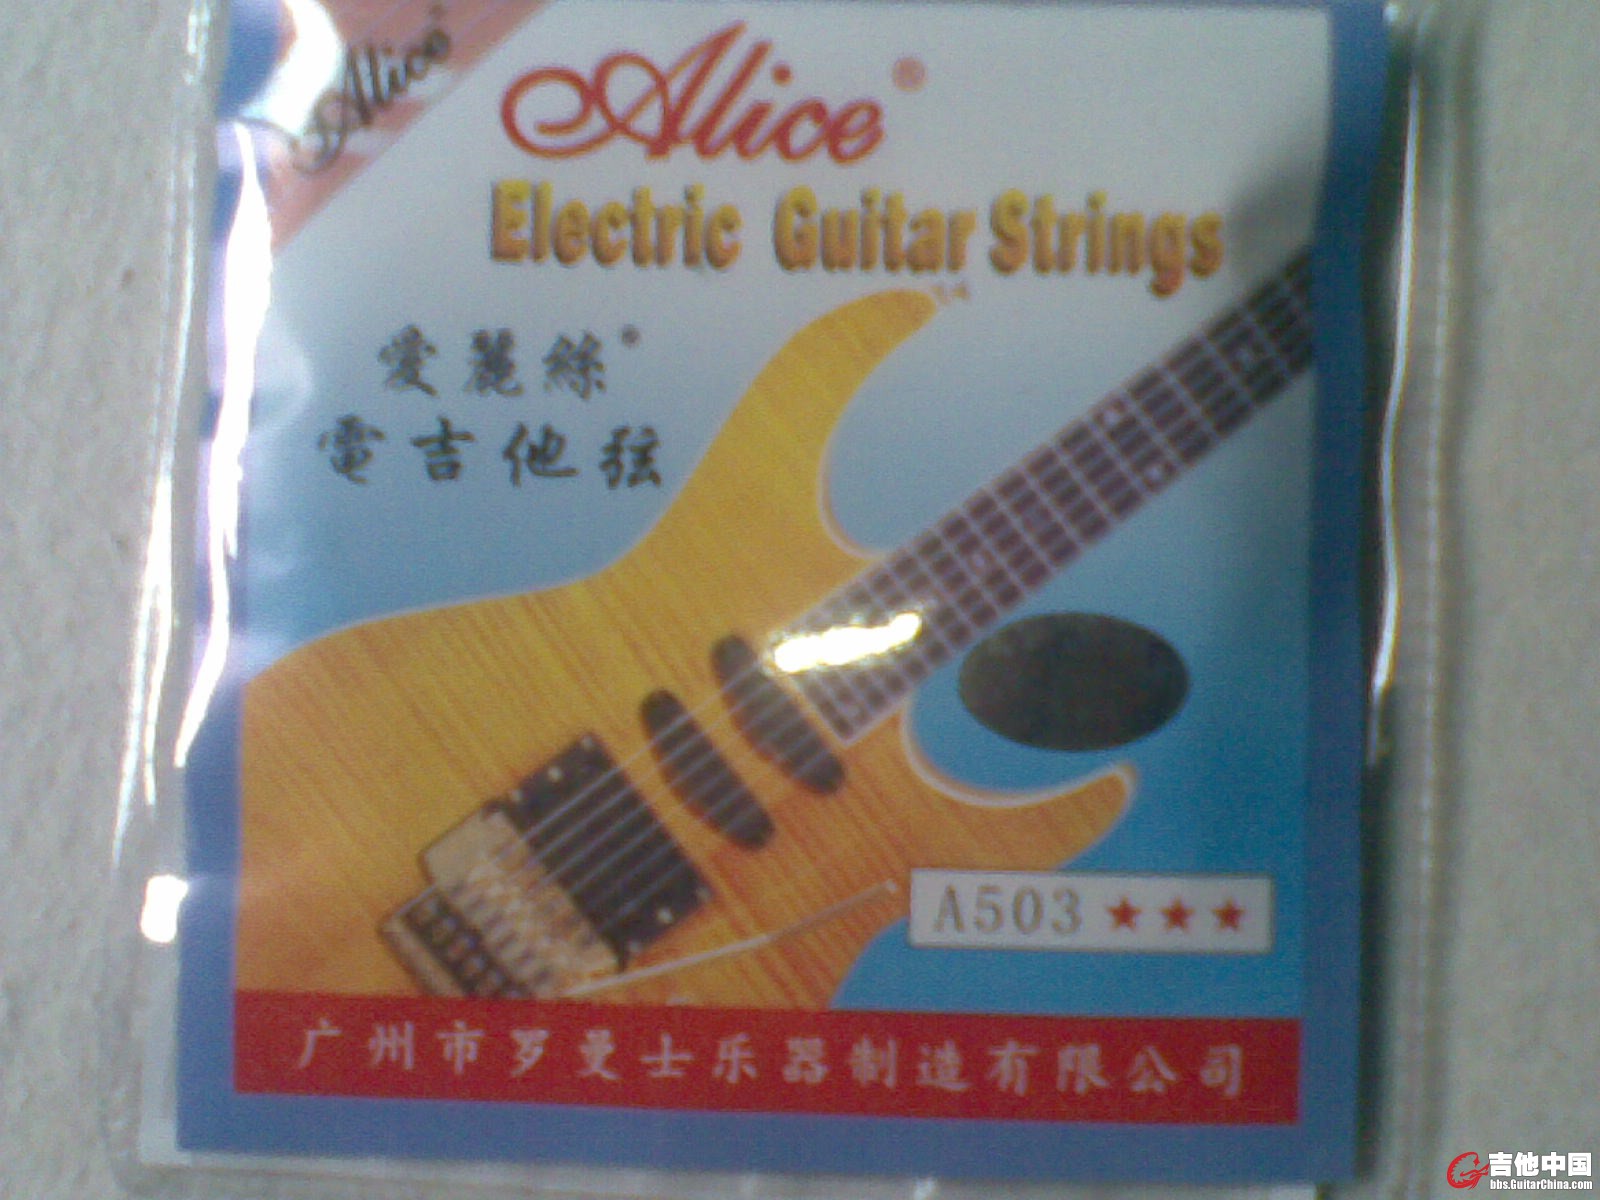 Alice
Alice®
Electric Guitar Strings
愛麗絲
電吉他弦
A503 ★★★
广州市罗曼士乐器制造有限公司
吉他中国
bbs.GuitarChina.com